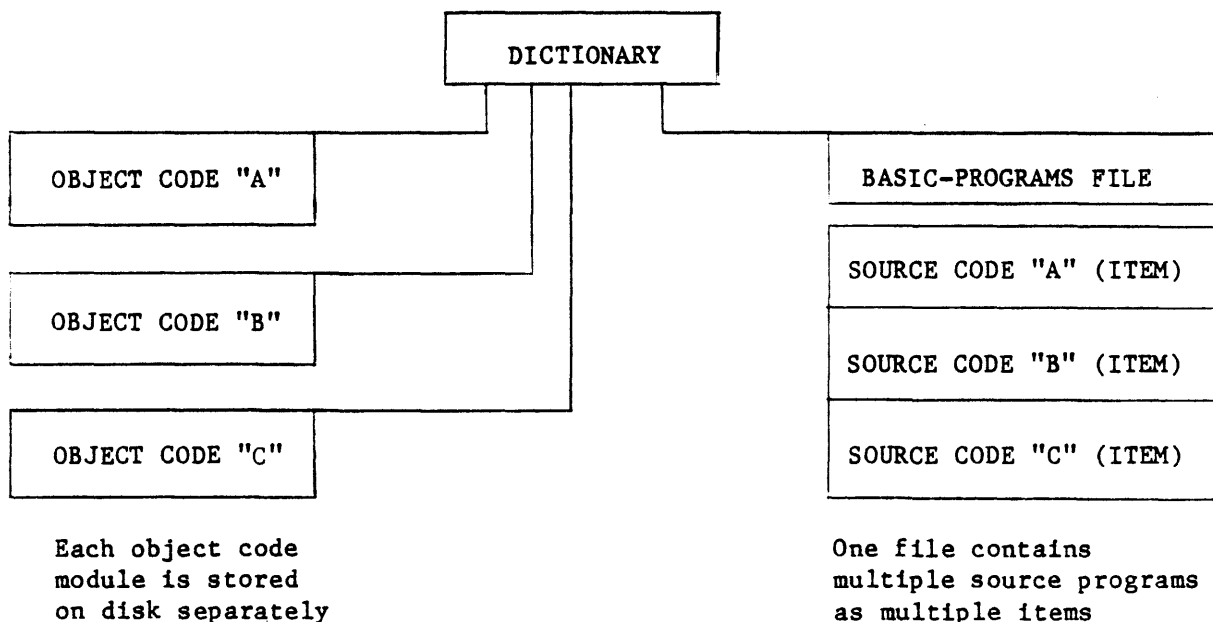 DICTIONARY
OBJECT CODE "A"
OBJECT CODE "B"
OBJECT CODE "C"
Each object code
module is stored
on disk separately
BASIC-PROGRAMS FILE
SOURCE CODE "A" (ITEM)
SOURCE CODE "B" (ITEM)
SOURCE CODE "C" (ITEM)
One file contains
multiple source programs
as multiple items